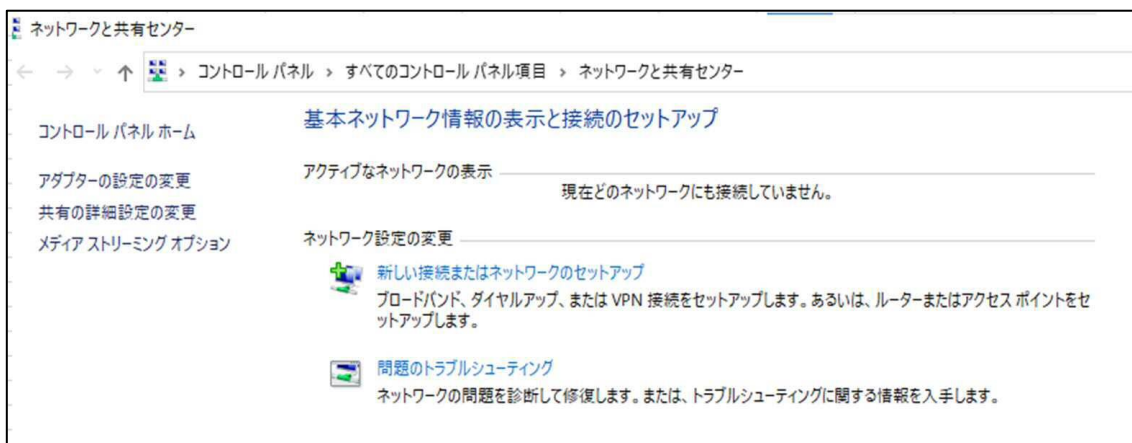 ネットワークと共有センター
コントロール パネル › すべてのコントロール パネル項目 › ネットワークと共有センター
コントロール パネル ホーム
アダプターの設定の変更
共有の詳細設定の変更
メディア ストリーミング オプション
基本ネットワーク情報の表示と接続のセットアップ
アクティブなネットワークの表示
現在どのネットワークにも接続していません。
ネットワーク設定の変更
新しい接続またはネットワークのセットアップ
ブロードバンド、ダイヤルアップ、または VPN 接続をセットアップします。あるいは、ルーターまたはアクセス ポイントをセ
ットアップします。
問題のトラブルシューティング
ネットワークの問題を診断して修復します。または、トラブルシューティングに関する情報を入手します。